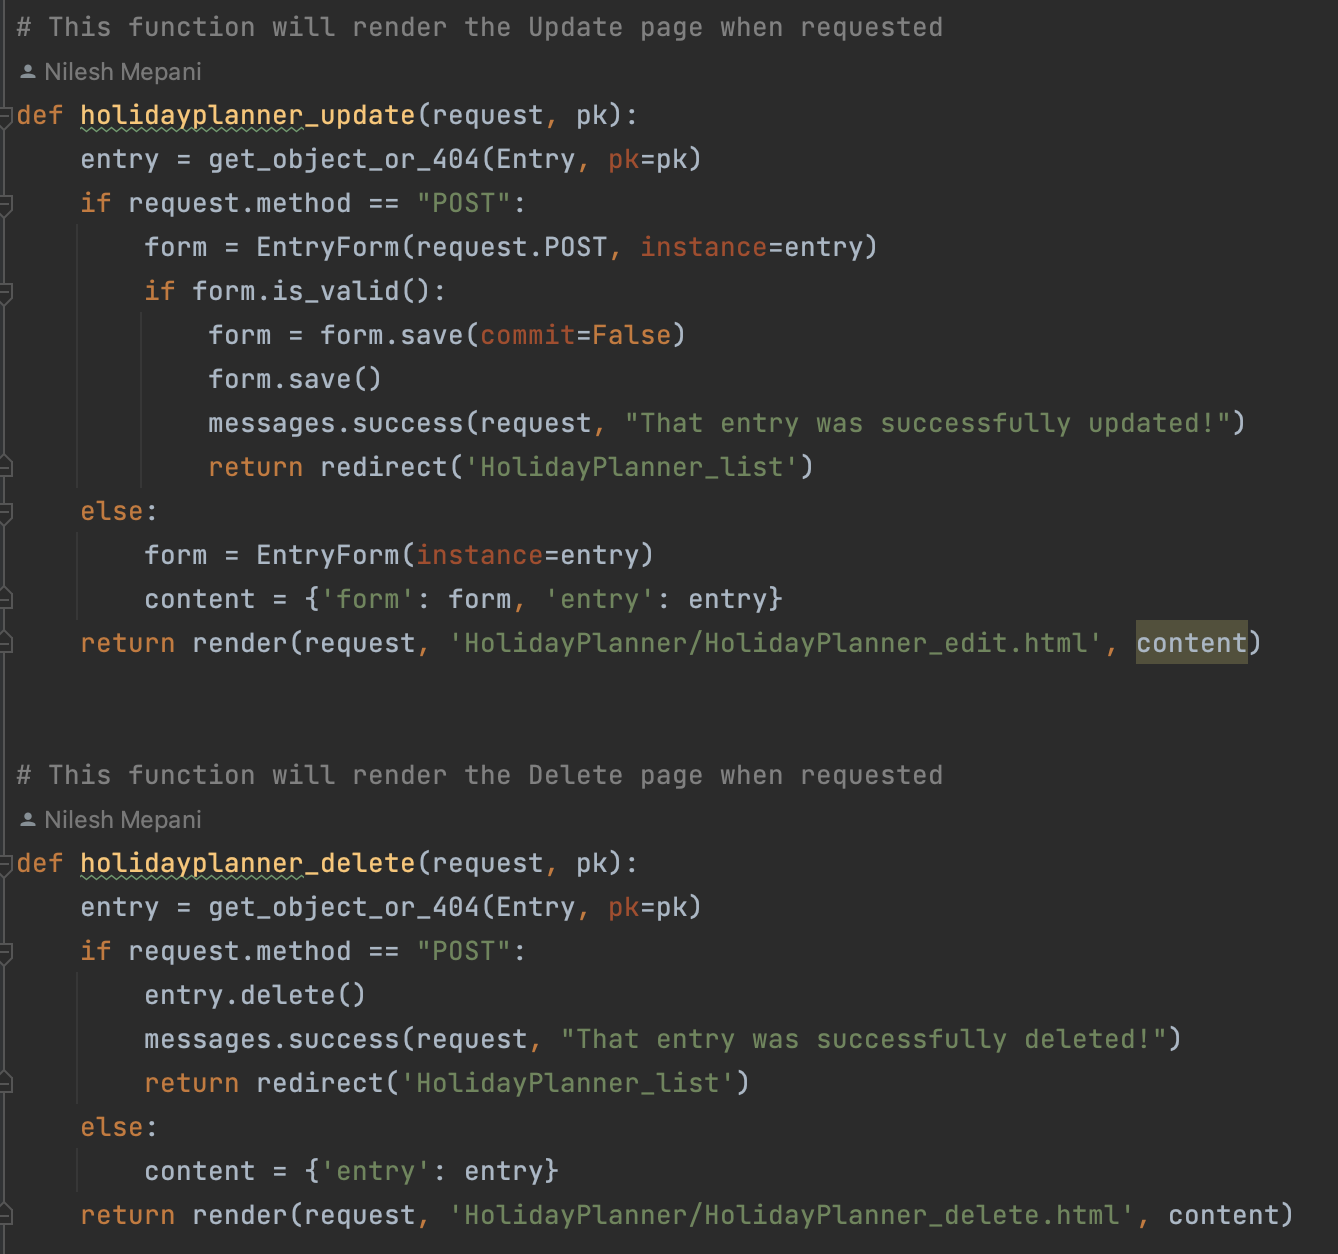 # This function will render the Update page when requested
Nilesh Mepani
def holidayplanner_update(request, pk):
    entry = get_object_or_404(Entry, pk=pk)
    if request.method == "POST":
        form = EntryForm(request.POST, instance=entry)
        if form.is_valid():
            form = form.save(commit=False)
            form.save()
            messages.success(request, "That entry was successfully updated!")
            return redirect('HolidayPlanner_list')
    else:
        form = EntryForm(instance=entry)
        content = {'form': form, 'entry': entry}
    return render(request, 'HolidayPlanner/HolidayPlanner_edit.html', content)
# This function will render the Delete page when requested
Nilesh Mepani
def holidayplanner_delete(request, pk):
    entry = get_object_or_404(Entry, pk=pk)
    if request.method == "POST":
        entry.delete()
        messages.success(request, "That entry was successfully deleted!")
        return redirect('HolidayPlanner_list')
    else:
        content = {'entry': entry}
    return render(request, 'HolidayPlanner/HolidayPlanner_delete.html', content)